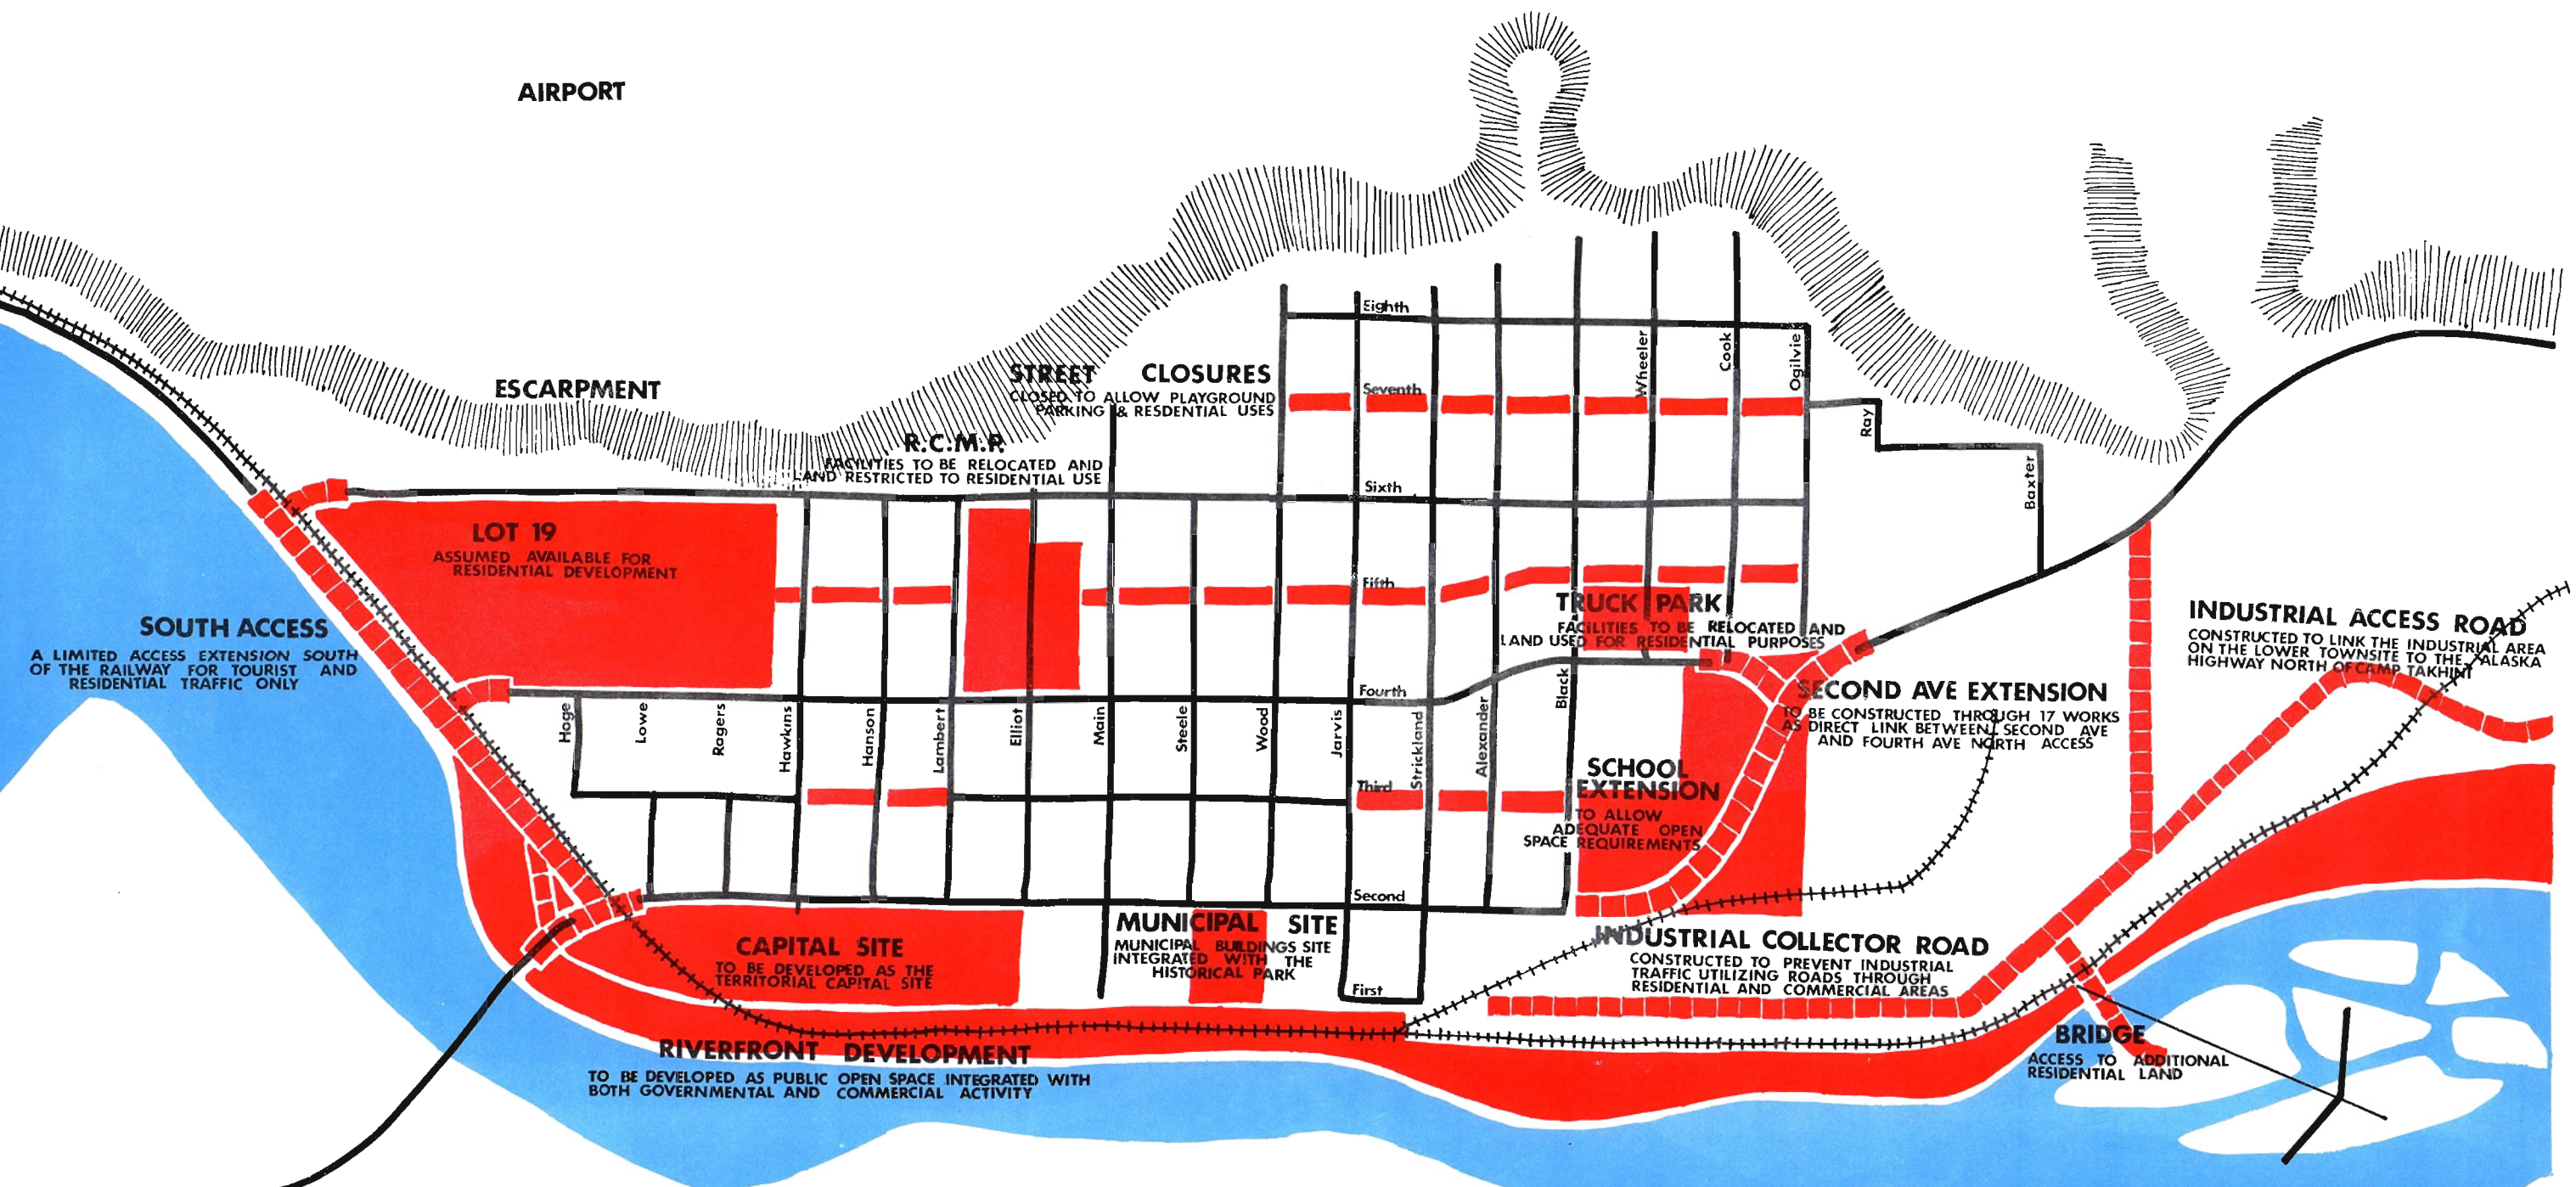 AIRPORT
ESCARPMENT
STREET CLOSURES
CLOSED TO ALLOW PLAYGROUND
PARKING & RESDENTIAL USES
R.C.M.P.
FACILITIES TO BE RELOCATED AND
LAND RESTRICTED TO RESIDENTIAL USE
Eighth
Seventh
Sixth
Fifth
Fourth
Third
Second
First
Wheeler
Cook
Ogilvie
Ray
Baxter
LOT 19
ASSUMED AVAILABLE FOR
RESIDENTIAL DEVELOPMENT
SOUTH ACCESS
A LIMITED ACCESS EXTENSION SOUTH
OF THE RAILWAY FOR TOURIST AND
RESIDENTIAL TRAFFIC ONLY
TRUCK PARK
FACILITIES TO BE RELOCATED AND
LAND USED FOR RESIDENTIAL PURPOSES
INDUSTRIAL ACCESS ROAD
CONSTRUCTED TO LINK THE INDUSTRIAL AREA
ON THE LOWER TOWNSITE TO THE ALASKA
HIGHWAY NORTH OF CAMP TAKHINI
SECOND AVE EXTENSION
TO BE CONSTRUCTED THROUGH 17 WORKS
AS DIRECT LINK BETWEEN SECOND AVE
AND FOURTH AVE NORTH ACCESS
Hoge
Lowe
Ragers
Hawkins
Hanson
Lambert
Elliot
Main
Steele
Wood
Jarvis
Strickland
Alexander
Black
SCHOOL
EXTENSION
TO ALLOW
ADEQUATE OPEN
SPACE REQUIREMENTS
CAPITAL SITE
TO BE DEVELOPED AS THE
TERRITORIAL CAPITAL SITE
MUNICIPAL SITE
MUNICIPAL BUILDINGS SITE
INTEGRATED WITH THE
HISTORICAL PARK
INDUSTRIAL COLLECTOR ROAD
CONSTRUCTED TO PREVENT INDUSTRIAL
TRAFFIC UTILIZING ROADS THROUGH
RESIDENTIAL AND COMMERCIAL AREAS
RIVERFRONT DEVELOPMENT
TO BE DEVELOPED AS PUBLIC OPEN SPACE INTEGRATED WITH
BOTH GOVERNMENTAL AND COMMERCIAL ACTIVITY
BRIDGE
ACCESS TO ADDITIONAL
RESIDENTIAL LAND